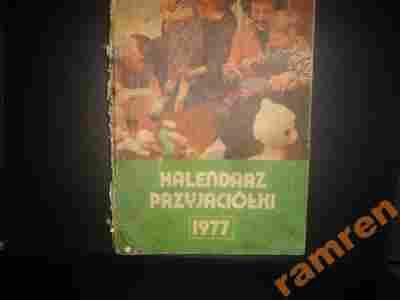 KALENDARZ
PRZYJACIÓŁKI
1977
ramren